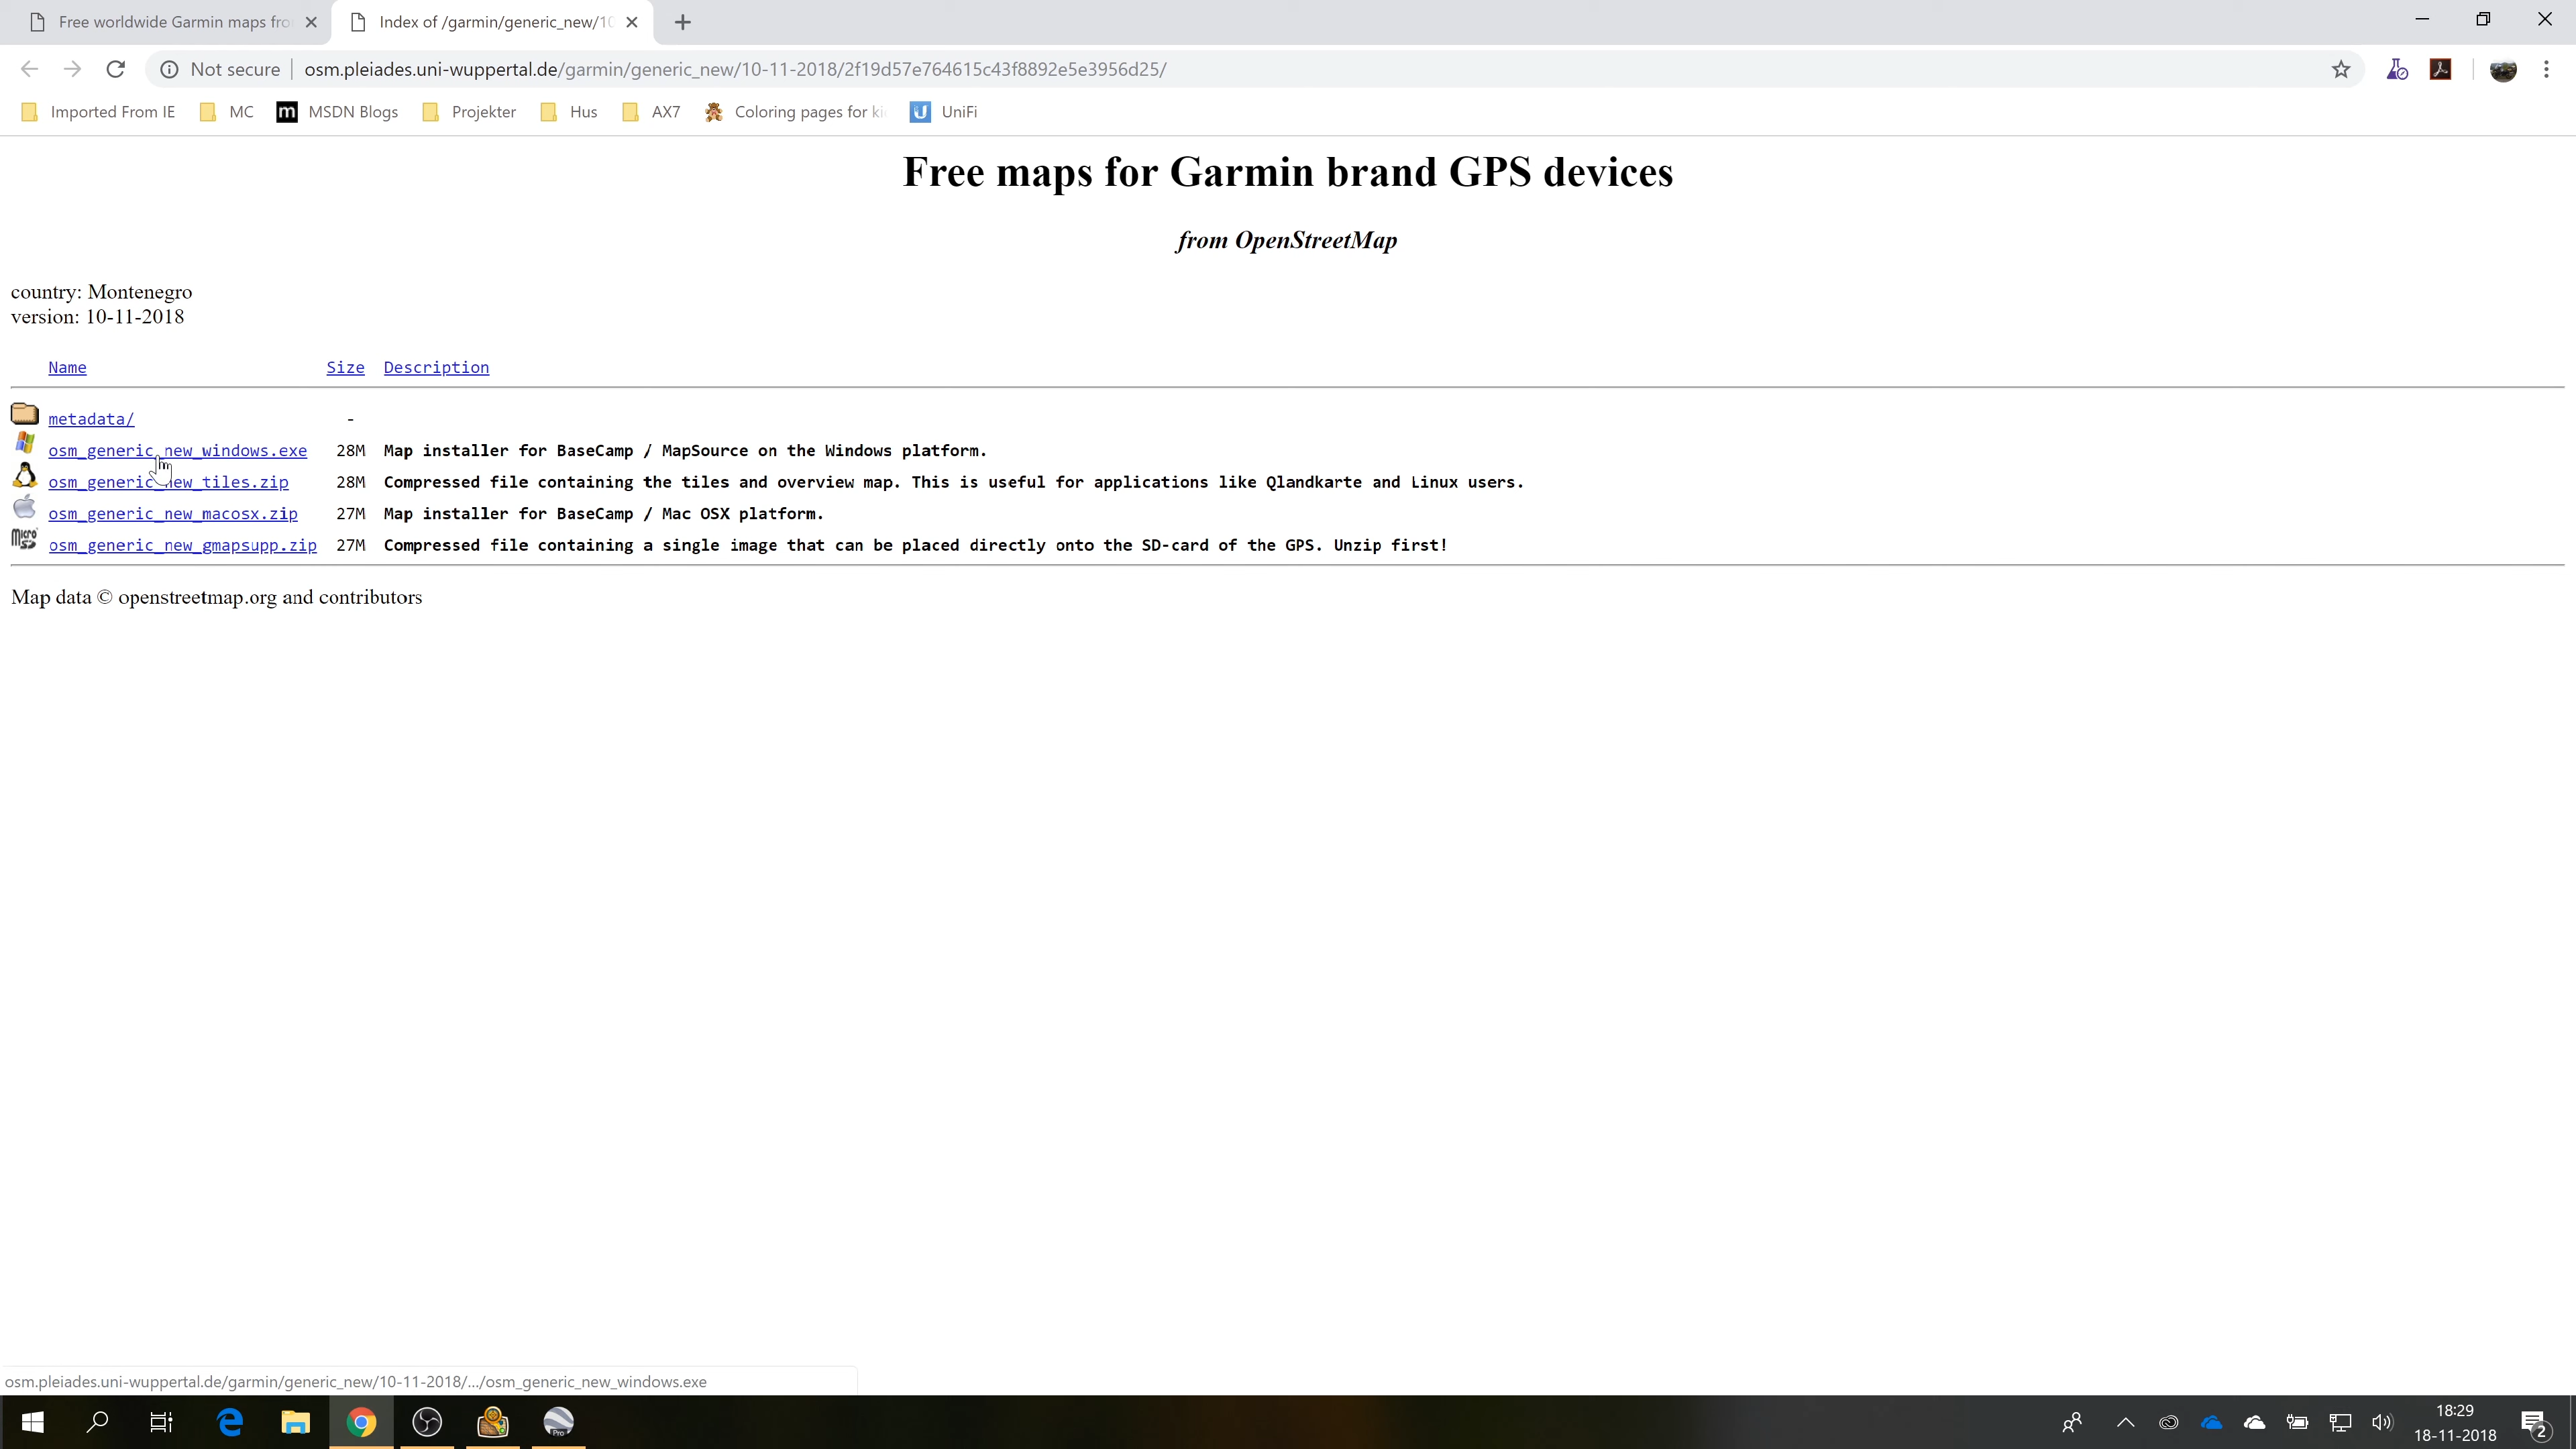 Free worldwide Garmin maps fro
Index of /garmin/generic_new/10
Not secure osm.pleiades.uni-wuppertal.de/garmin/generic_new/10-11-2018/2f19d57e764615c43f8892e5e3956d25/
Imported From IE MC m MSDN Blogs Projekter Hus AX7 Coloring pages for ki U UniFi
Free maps for Garmin brand GPS devices
from OpenStreetMap
country: Montenegro
version: 10-11-2018
Name Size Description
metadata/ -
osm_generic_new_windows.exe 28M Map installer for BaseCamp / MapSource on the Windows platform.
osm_generic_new_tiles.zip 28M Compressed file containing the tiles and overview map. This is useful for applications like Qlandkarte and Linux users.
osm_generic_new_macosx.zip 27M Map installer for BaseCamp / Mac OSX platform.
Micro SD osm_generic_new_gmapsupp.zip 27M Compressed file containing a single image that can be placed directly onto the SD-card of the GPS. Unzip first!
Map data © openstreetmap.org and contributors
osm.pleiades.uni-wuppertal.de/garmin/generic_new/10-11-2018/.../osm_generic_new_windows.exe
Pro
18:29
18-11-2018
2